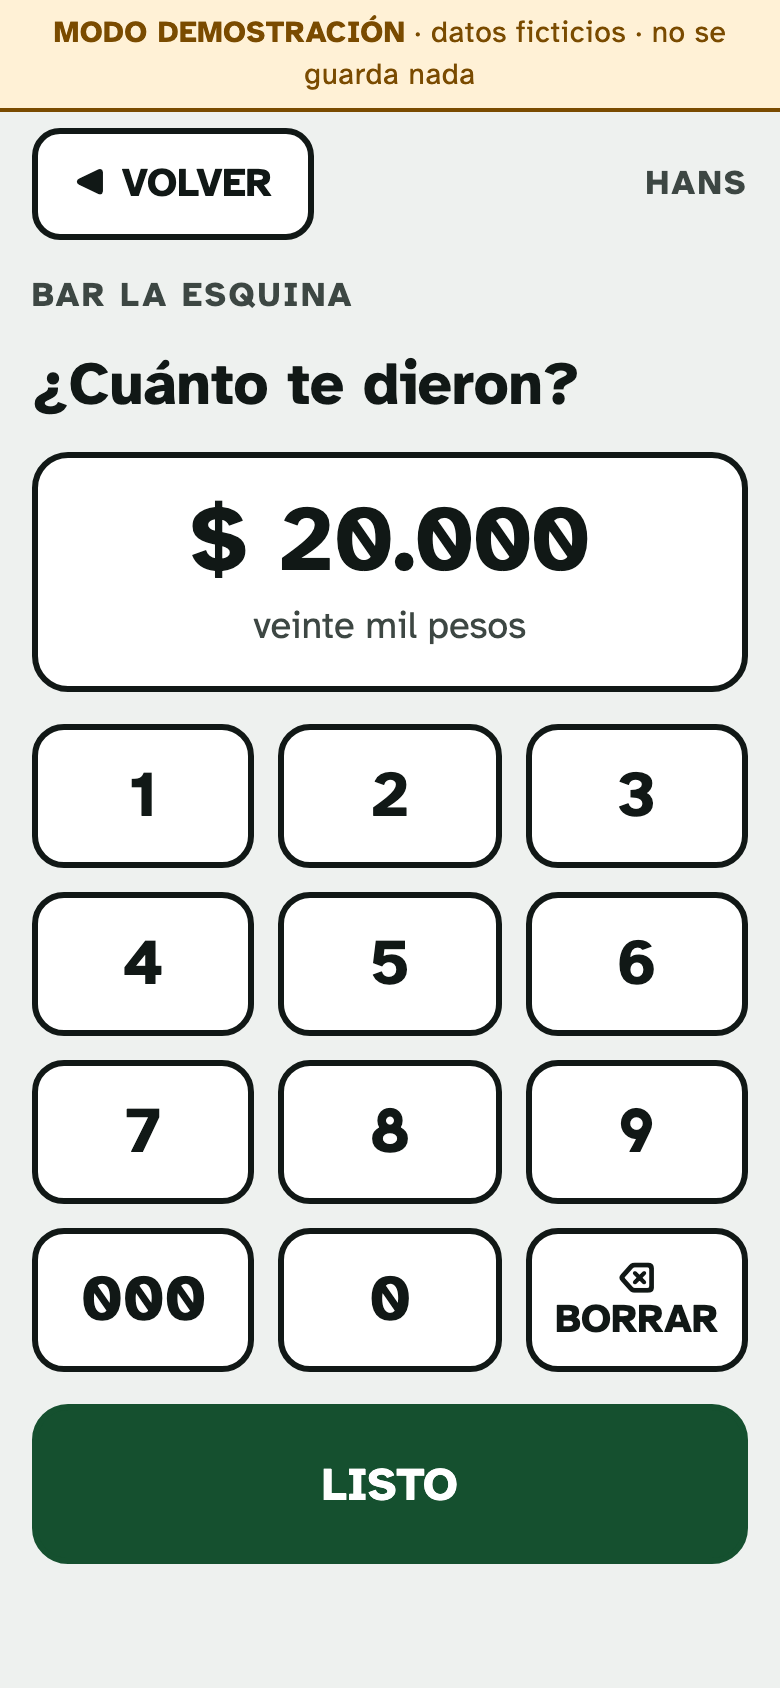 MODO DEMOSTRACIÓN · datos ficticios · no se
guarda nada
VOLVER
HANS
BAR LA ESQUINA
¿Cuánto te dieron?
$ 20.000
veinte mil pesos
1 2 3
4 5 6
7 8 9
000 0
BORRAR
LISTO